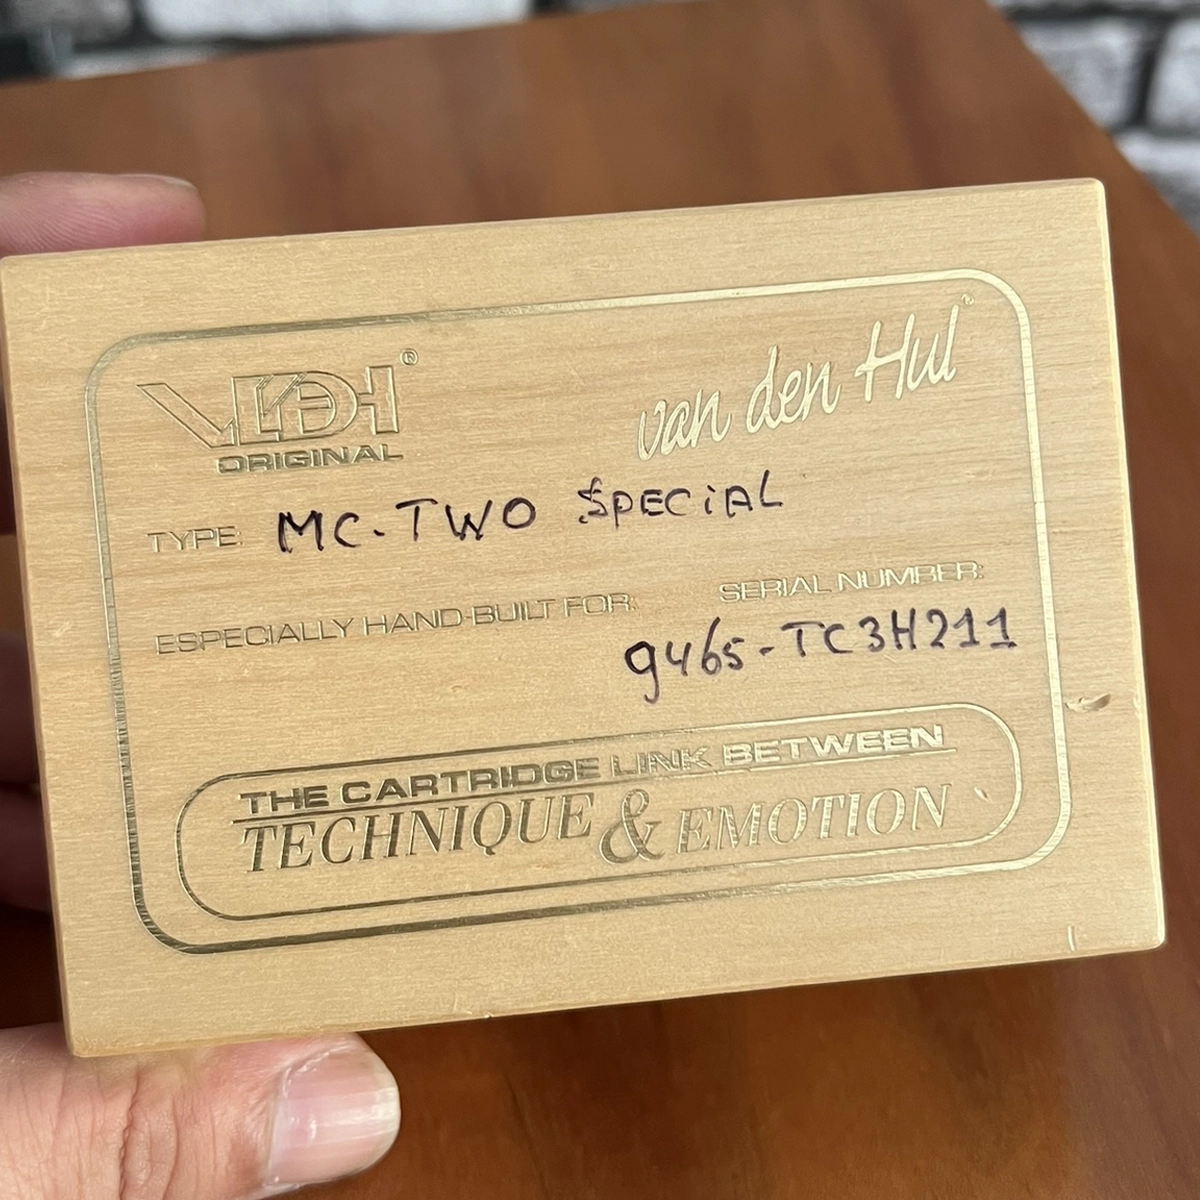 VDH®
ORIGINAL
van den Hul®
TYPE: MC-TWO SPECiAL
ESPECIALLY HAND-BUILT FOR:
SERIAL NUMBER:
9465-TC3H211
THE CARTRIDGE LINK BETWEEN
TECHNIQUE & EMOTION